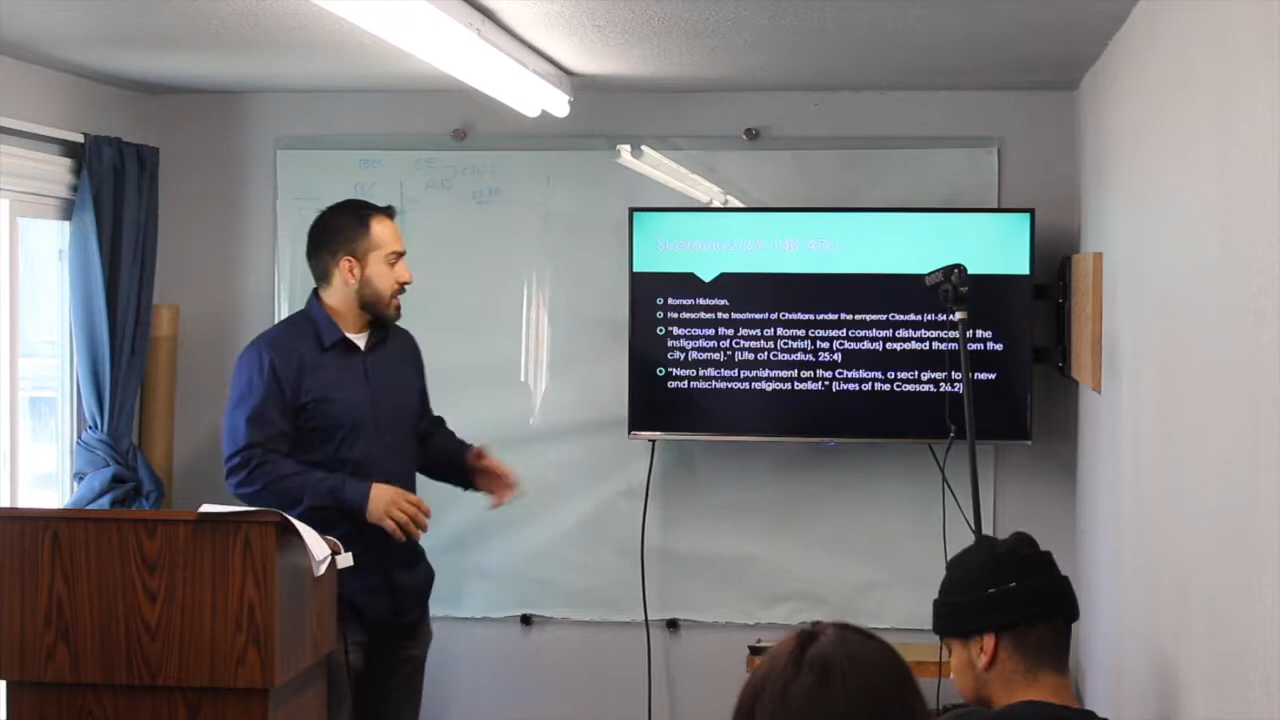 BCC
Suetonius (69-140 AD)
Roman Historian.
He describes the treatment of Christians under the emperor Claudius (41-54
"Because the Jews at Rome caused constant disturbances at the
instigation of Chrestus (Christ), he (Claudius) expelled them from the
city (Rome)." (Life of Claudius, 25:4)
"Nero inflicted punishment on the Christians, a sect given to new
and mischievous religious belief." (Lives of the Caesars, 26.2)
RODE